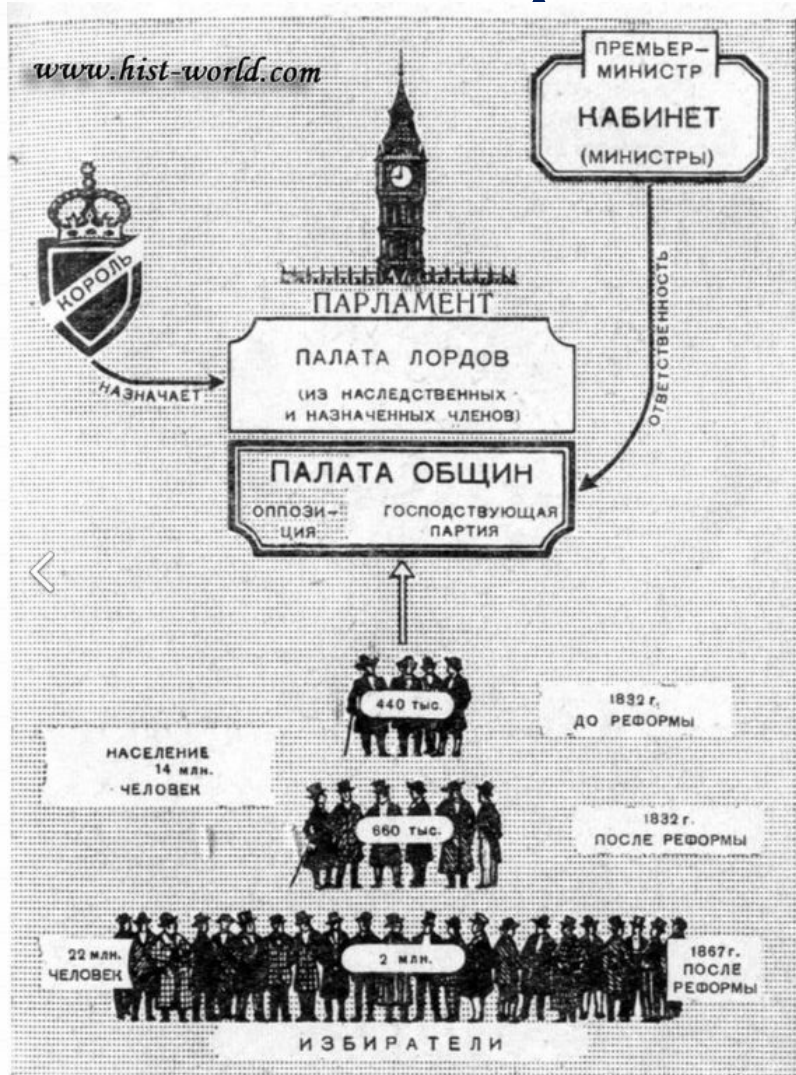 www.hist-world.com
ПРЕМЬЕР-
МИНИСТР
КАБИНЕТ
(МИНИСТРЫ)
КОРОЛЬ
ПАРЛАМЕНТ
НАЗНАЧАЕТ
ПАЛАТА ЛОРДОВ
(ИЗ НАСЛЕДСТВЕННЫХ
И НАЗНАЧЕННЫХ ЧЛЕНОВ)
ОТВЕТСТВЕННОСТЬ
ПАЛАТА ОБЩИН
ОППОЗИ-
ЦИЯ
ГОСПОДСТВУЮЩАЯ
ПАРТИЯ
440 тыс.
1832 г.
ДО РЕФОРМЫ
НАСЕЛЕНИЕ
14 млн.
ЧЕЛОВЕК
660 тыс.
1832 г.
ПОСЛЕ РЕФОРМЫ
22 млн.
ЧЕЛОВЕК
2 млн.
1867 г.
ПОСЛЕ
РЕФОРМЫ
ИЗБИРАТЕЛИ